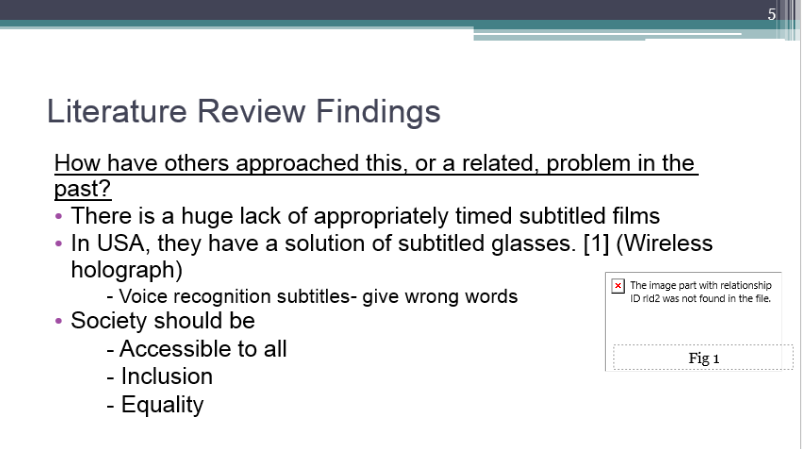 5
Literature Review Findings
How have others approached this, or a related, problem in the
past?
• There is a huge lack of appropriately timed subtitled films
• In USA, they have a solution of subtitled glasses. [1] (Wireless
holograph)
- Voice recognition subtitles- give wrong words
• Society should be
- Accessible to all
- Inclusion
- Equality
The image part with relationship
ID rId2 was not found in the file.
Fig 1